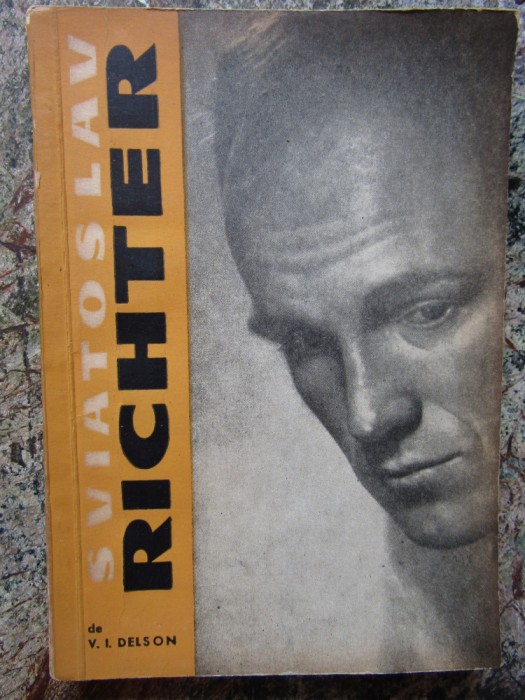 SVIATOSLAV
RICHTER
de
V. I. DELSON